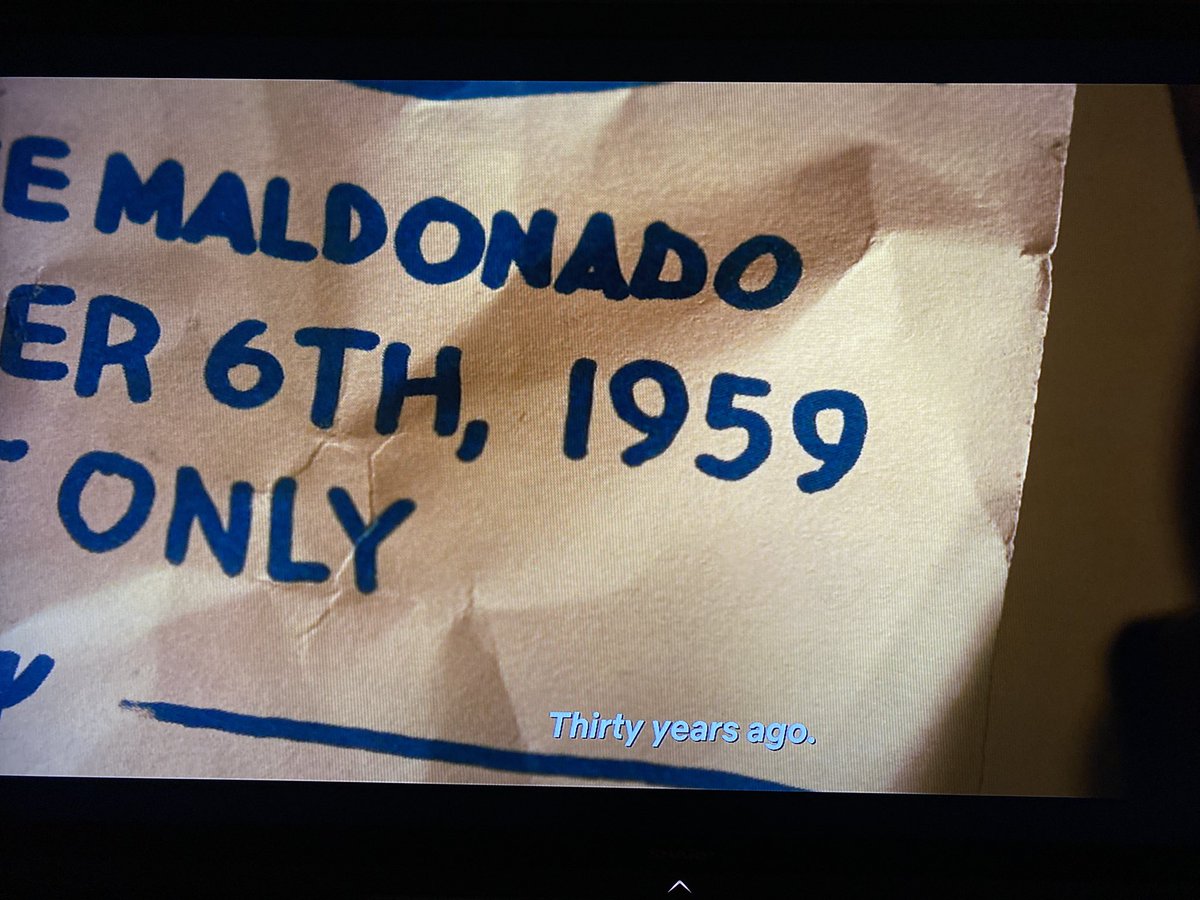 E MALDONADO
ER 6TH, 1959
ONLY
Thirty years ago.